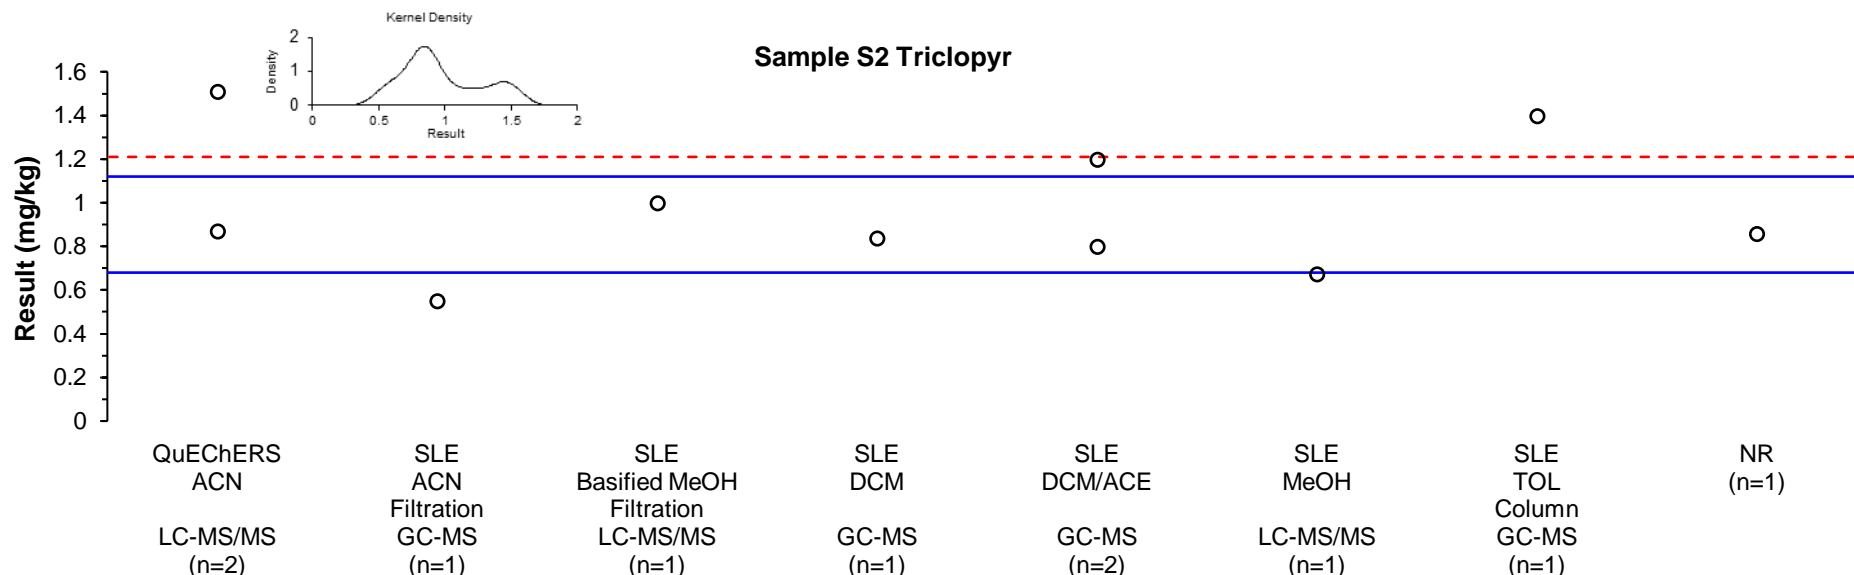 Kernel Density
Density
2
1
0
0 0.5 1 1.5 2
Result
Sample S2 Triclopyr
Result (mg/kg)
1.6
1.4
1.2
1
0.8
0.6
0.4
0.2
0
QuEChERS
ACN
LC-MS/MS
(n=2)
SLE
ACN
Filtration
GC-MS
(n=1)
SLE
Basified MeOH
Filtration
LC-MS/MS
(n=1)
SLE
DCM
GC-MS
(n=1)
SLE
DCM/ACE
GC-MS
(n=2)
SLE
MeOH
LC-MS/MS
(n=1)
SLE
TOL
Column
GC-MS
(n=1)
NR
(n=1)